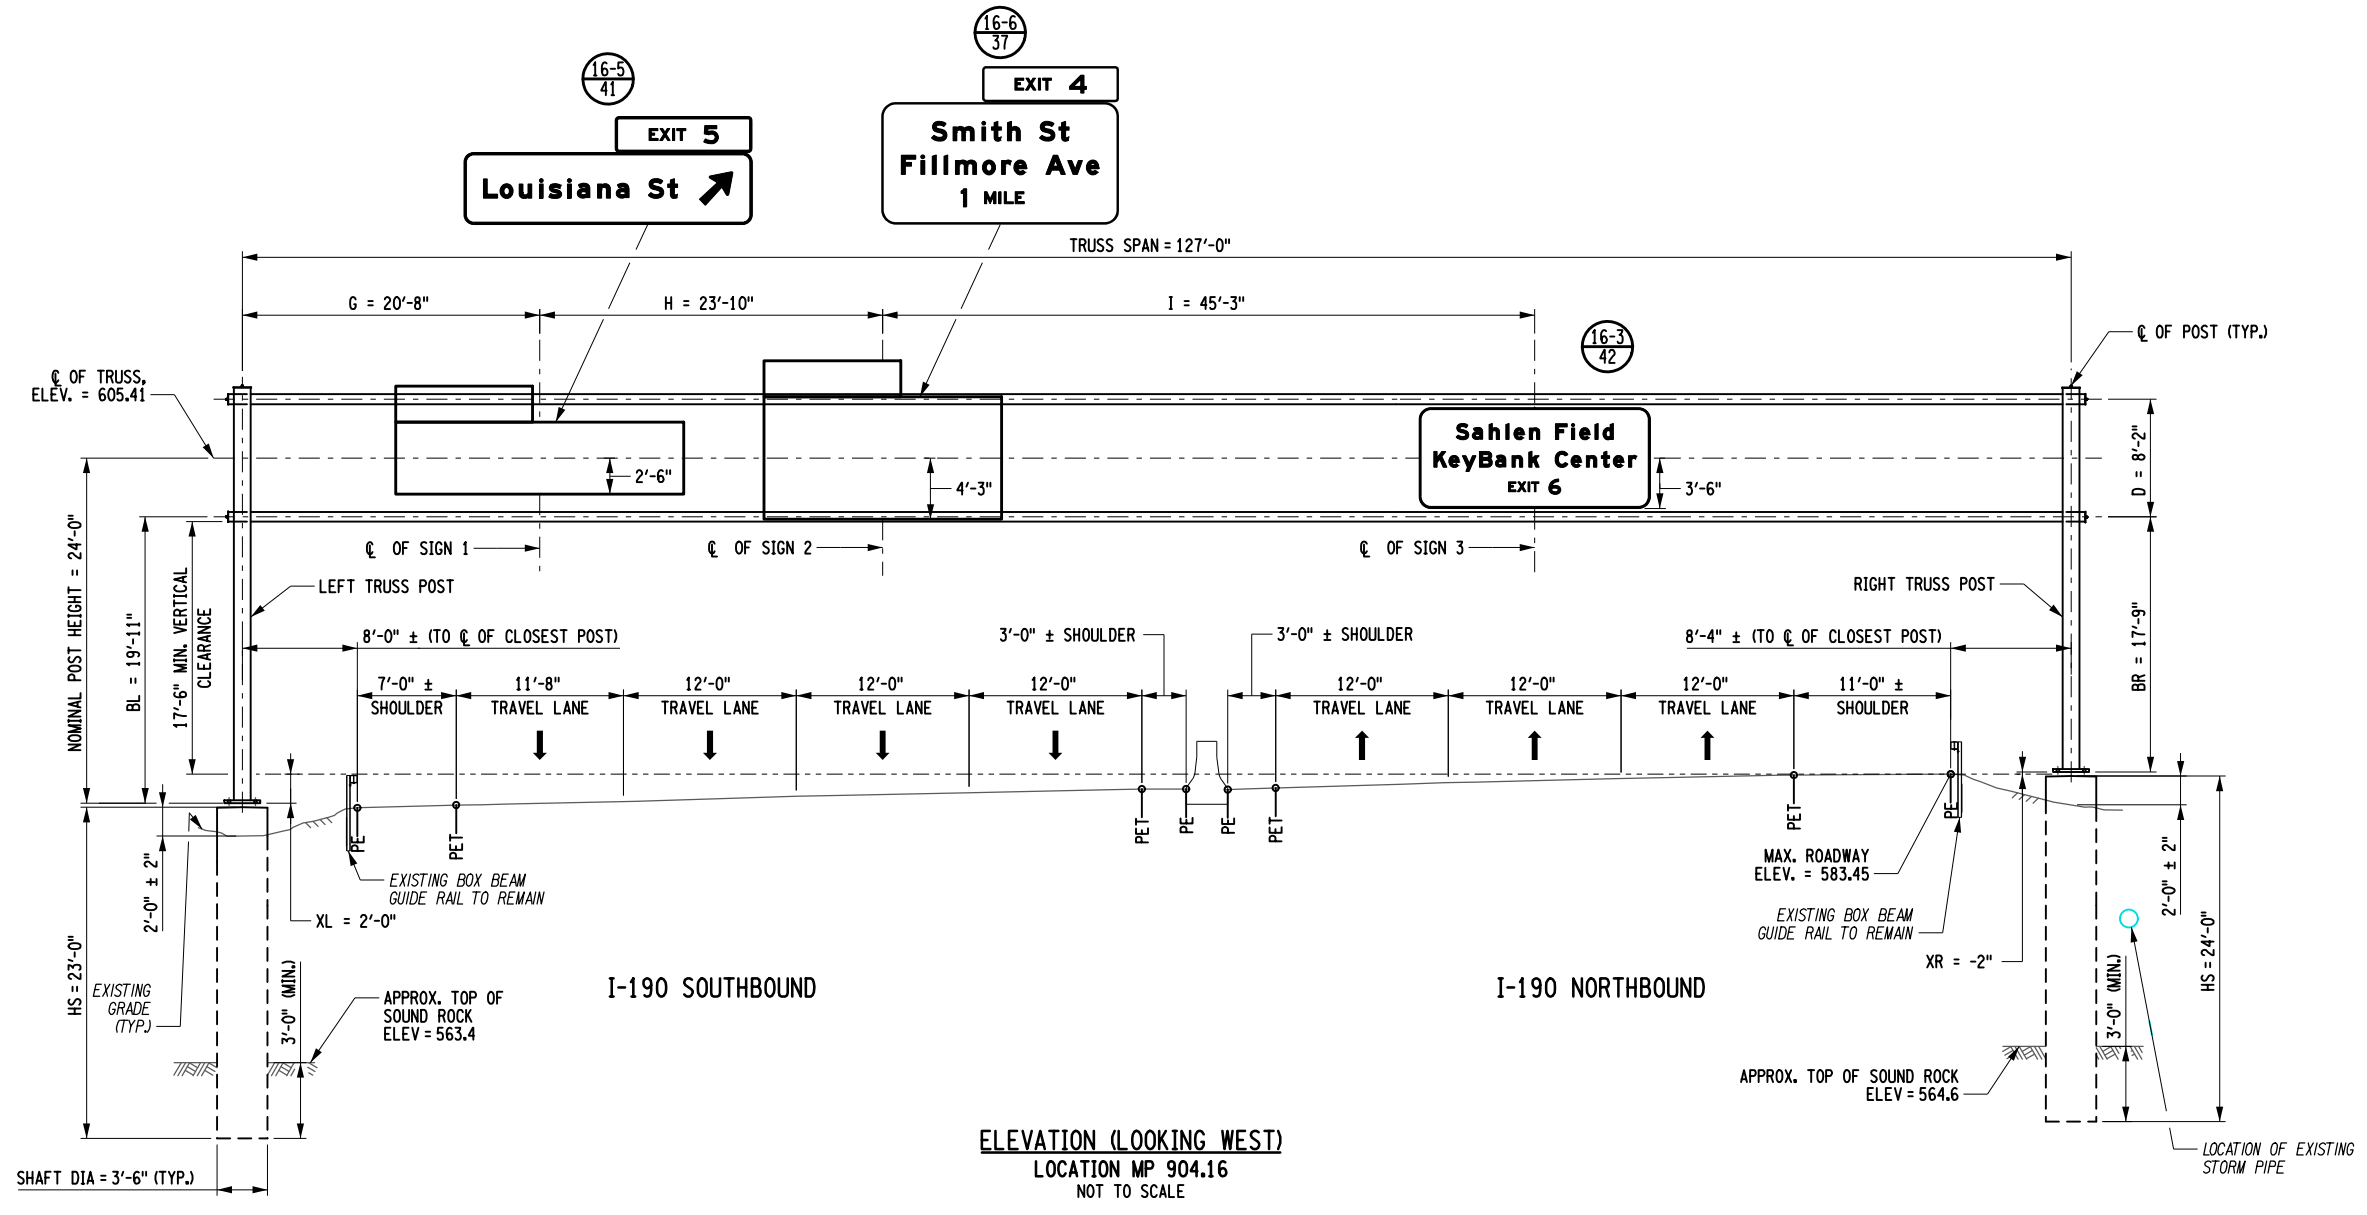 16-6
37
16-5
41
EXIT 4
Smith St
Fillmore Ave
1 MILE
EXIT 5
Louisiana St
TRUSS SPAN = 127'-0"
G = 20'-8"
H = 23'-10"
I = 45'-3"
16-3
42
℄ OF POST (TYP.)
℄ OF TRUSS,
ELEV. = 605.41
Sahlen Field
KeyBank Center
EXIT 6
2'-6"
4'-3"
3'-6"
D = 8'-2"
℄ OF SIGN 1
℄ OF SIGN 2
℄ OF SIGN 3
NOMINAL POST HEIGHT = 24'-0"
BL = 19'-11"
17'-6" MIN. VERTICAL
CLEARANCE
LEFT TRUSS POST
RIGHT TRUSS POST
BR = 17'-9"
8'-0" ± (TO ℄ OF CLOSEST POST)
3'-0" ± SHOULDER
3'-0" ± SHOULDER
8'-4" ± (TO ℄ OF CLOSEST POST)
7'-0" ±
SHOULDER
11'-8"
TRAVEL LANE
12'-0"
TRAVEL LANE
12'-0"
TRAVEL LANE
12'-0"
TRAVEL LANE
12'-0"
TRAVEL LANE
12'-0"
TRAVEL LANE
12'-0"
TRAVEL LANE
11'-0" ±
SHOULDER
PE
PET
PET
PE
PE
PET
PET
PE
MAX. ROADWAY
ELEV. = 583.45
EXISTING BOX BEAM
GUIDE RAIL TO REMAIN
XL = 2'-0"
2'-0" ± 2"
HS = 23'-0"
EXISTING
GRADE
(TYP.)
3'-0" (MIN.)
APPROX. TOP OF
SOUND ROCK
ELEV = 563.4
I-190 SOUTHBOUND
I-190 NORTHBOUND
EXISTING BOX BEAM
GUIDE RAIL TO REMAIN
XR = -2"
2'-0" ± 2"
HS = 24'-0"
3'-0" (MIN.)
APPROX. TOP OF SOUND ROCK
ELEV = 564.6
LOCATION OF EXISTING
STORM PIPE
SHAFT DIA = 3'-6" (TYP.)
ELEVATION (LOOKING WEST)
LOCATION MP 904.16
NOT TO SCALE